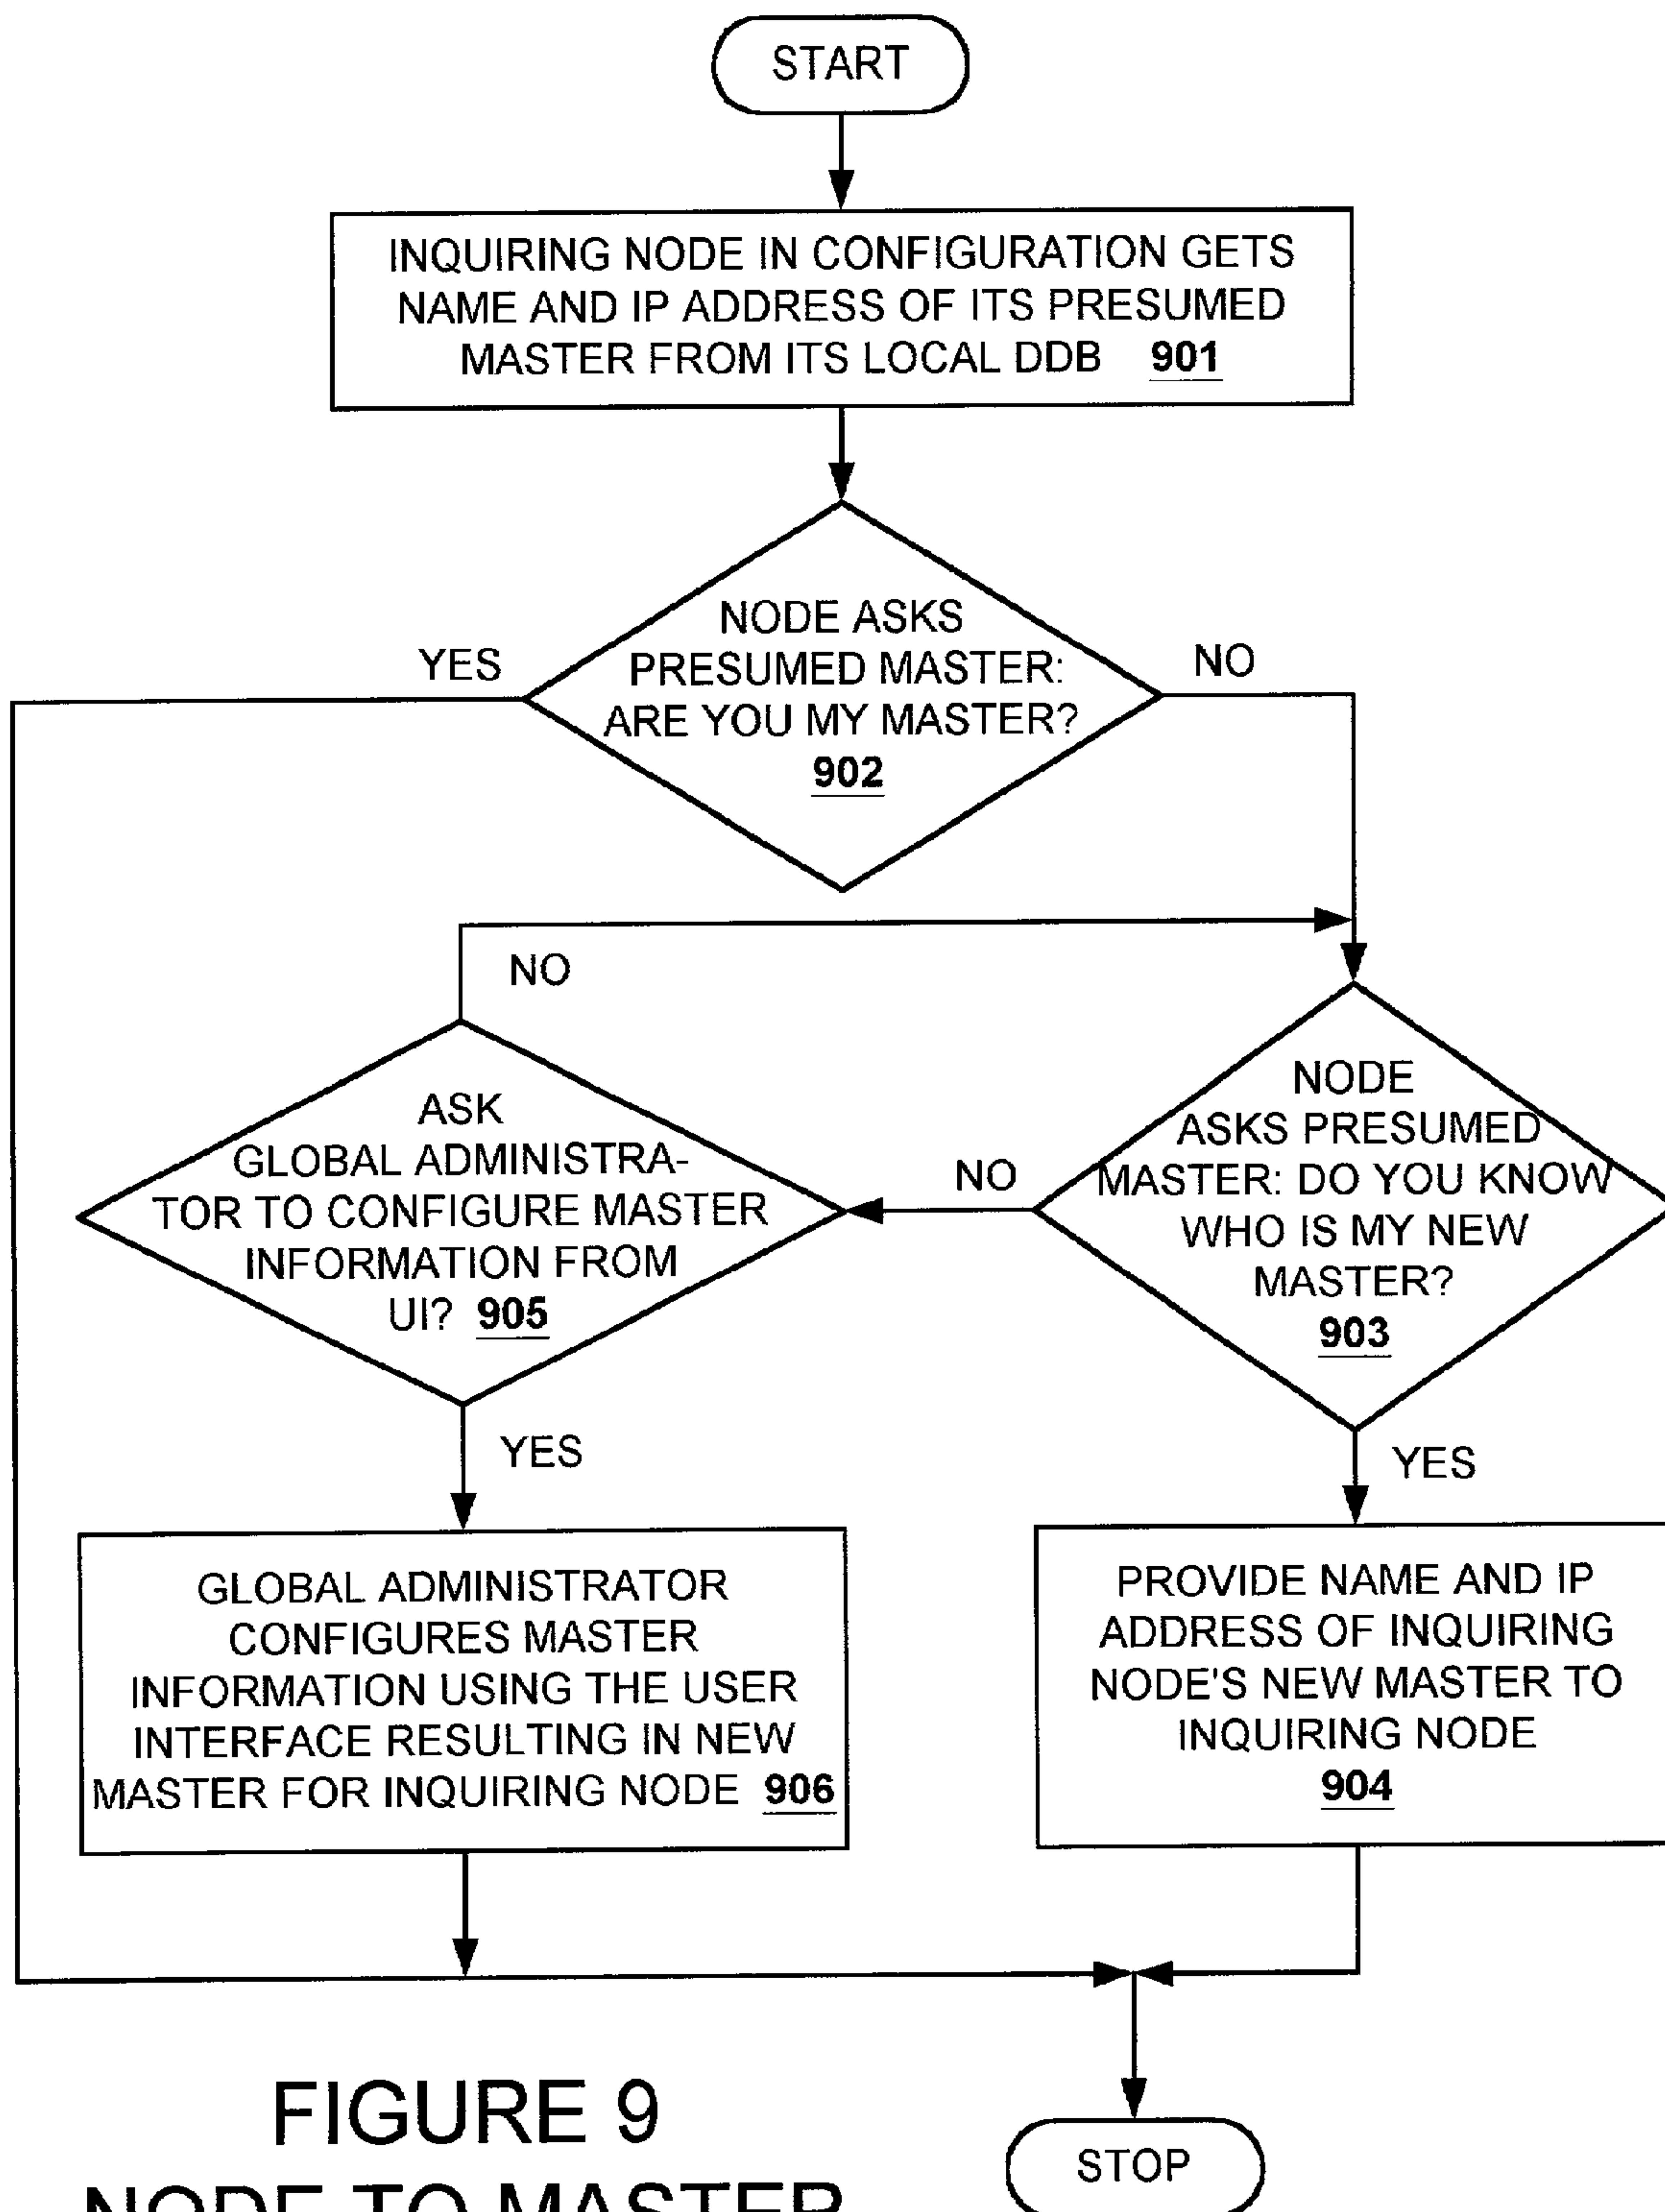 START
INQUIRING NODE IN CONFIGURATION GETS
NAME AND IP ADDRESS OF ITS PRESUMED
MASTER FROM ITS LOCAL DDB 901
NODE ASKS
PRESUMED MASTER:
ARE YOU MY MASTER?
902
YES
NO
NO
ASK
GLOBAL ADMINISTRA-
TOR TO CONFIGURE MASTER
INFORMATION FROM
UI? 905
NO
NODE
ASKS PRESUMED
MASTER: DO YOU KNOW
WHO IS MY NEW
MASTER?
903
YES
YES
GLOBAL ADMINISTRATOR
CONFIGURES MASTER
INFORMATION USING THE USER
INTERFACE RESULTING IN NEW
MASTER FOR INQUIRING NODE 906
PROVIDE NAME AND IP
ADDRESS OF INQUIRING
NODE'S NEW MASTER TO
INQUIRING NODE
904
FIGURE 9
NODE TO MASTER
STOP